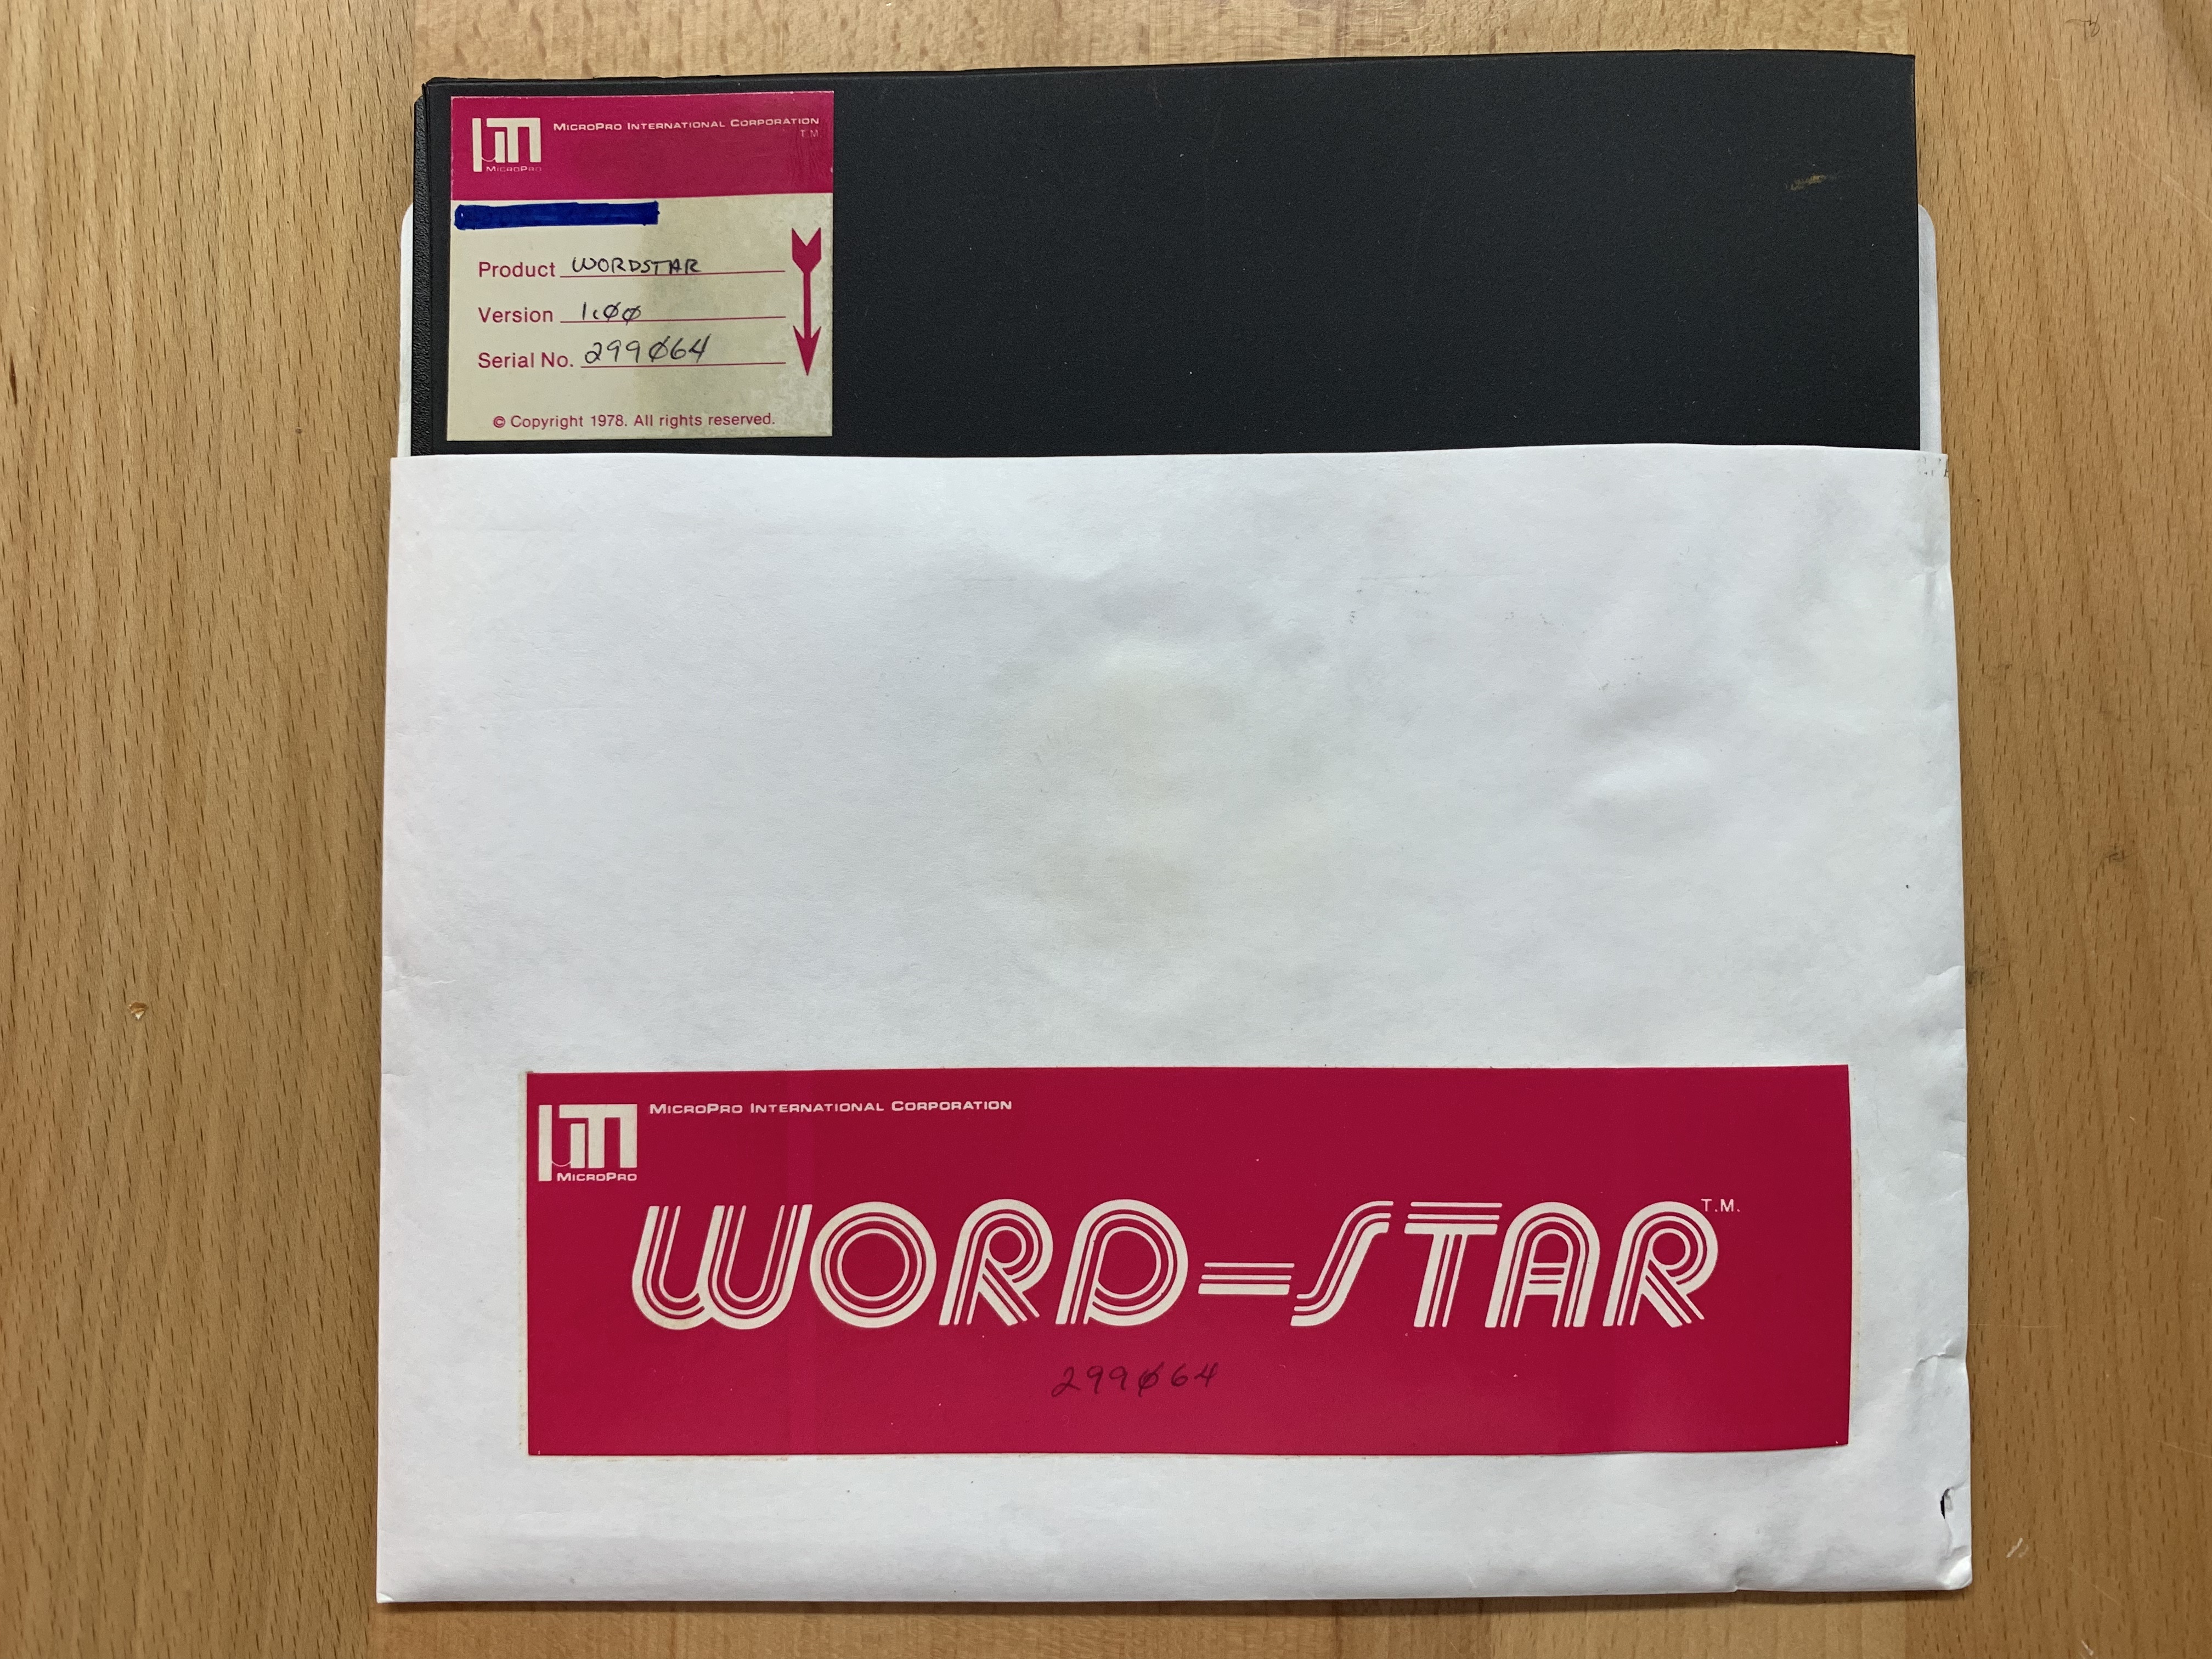 MICROPRO INTERNATIONAL CORPORATION
T.M
MICROPRO
Product WORDSTAR
Version 1.00
Serial No. 299064
© Copyright 1978. All rights reserved.
MICROPRO INTERNATIONAL CORPORATION
MICROPRO
WORD=STAR T.M.
299064